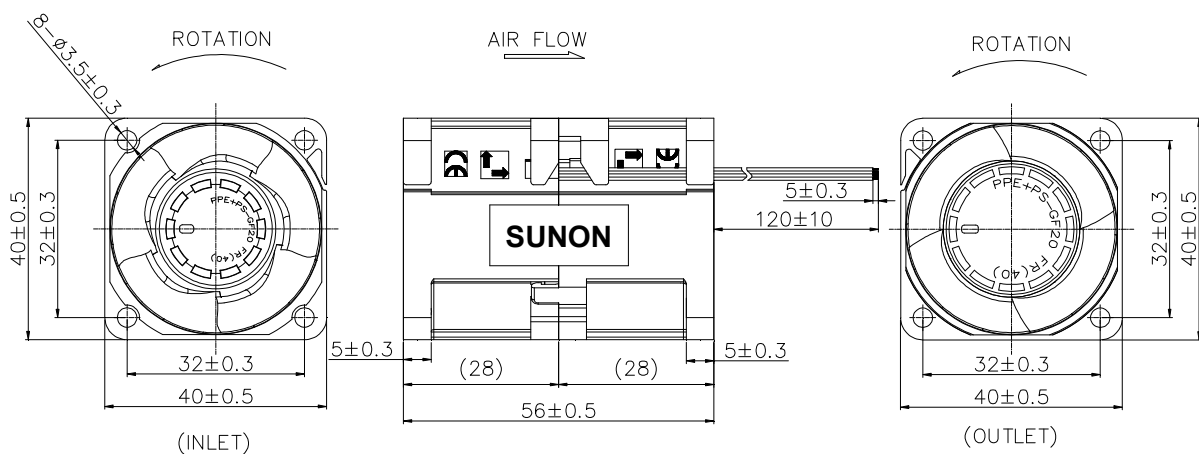 8-ø3.5±0.3
ROTATION
40±0.5
32±0.3
PPE+PS-GF20 FR(40)
32±0.3
40±0.5
(INLET)
AIR FLOW
CE
SUNON
5±0.3
120±10
5±0.3
(28)
(28)
5±0.3
56±0.5
ROTATION
PPE+PS-GF20 FR(40)
32±0.3
40±0.5
32±0.3
40±0.5
(OUTLET)